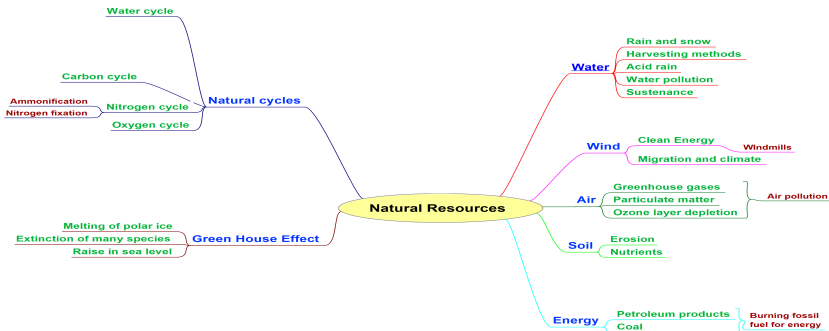 Natural Resources
Water
Rain and snow
Harvesting methods
Acid rain
Water pollution
Sustenance
Wind
Clean Energy
WIndmills
Migration and climate
Air
Greenhouse gases
Particulate matter
Ozone layer depletion
Air pollution
Soil
Erosion
Nutrients
Energy
Petroleum products
Coal
Burning fossil
fuel for energy
Natural cycles
Water cycle
Carbon cycle
Nitrogen cycle
Ammonification
Nitrogen fixation
Oxygen cycle
Green House Effect
Melting of polar ice
Extinction of many species
Raise in sea level